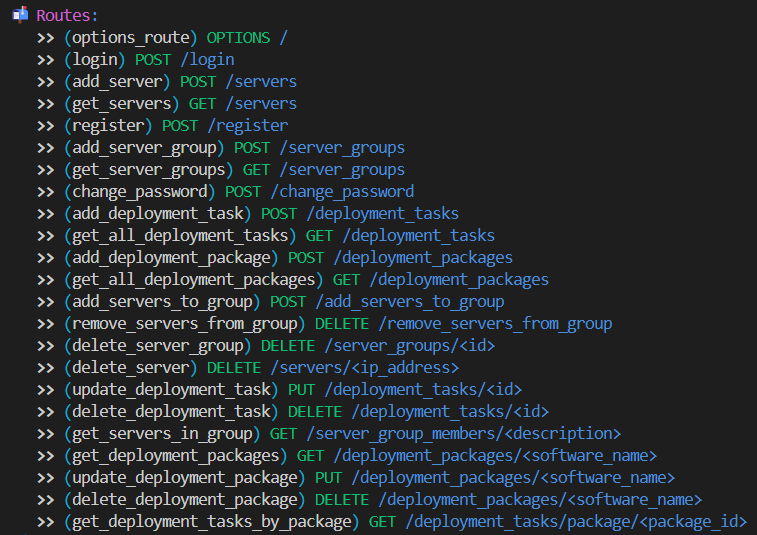 📬 Routes:
>> (options_route) OPTIONS /
>> (login) POST /login
>> (add_server) POST /servers
>> (get_servers) GET /servers
>> (register) POST /register
>> (add_server_group) POST /server_groups
>> (get_server_groups) GET /server_groups
>> (change_password) POST /change_password
>> (add_deployment_task) POST /deployment_tasks
>> (get_all_deployment_tasks) GET /deployment_tasks
>> (add_deployment_package) POST /deployment_packages
>> (get_all_deployment_packages) GET /deployment_packages
>> (add_servers_to_group) POST /add_servers_to_group
>> (remove_servers_from_group) DELETE /remove_servers_from_group
>> (delete_server_group) DELETE /server_groups/<id>
>> (delete_server) DELETE /servers/<ip_address>
>> (update_deployment_task) PUT /deployment_tasks/<id>
>> (delete_deployment_task) DELETE /deployment_tasks/<id>
>> (get_servers_in_group) GET /server_group_members/<description>
>> (get_deployment_packages) GET /deployment_packages/<software_name>
>> (update_deployment_package) PUT /deployment_packages/<software_name>
>> (delete_deployment_package) DELETE /deployment_packages/<software_name>
>> (get_deployment_tasks_by_package) GET /deployment_tasks/package/<package_id>